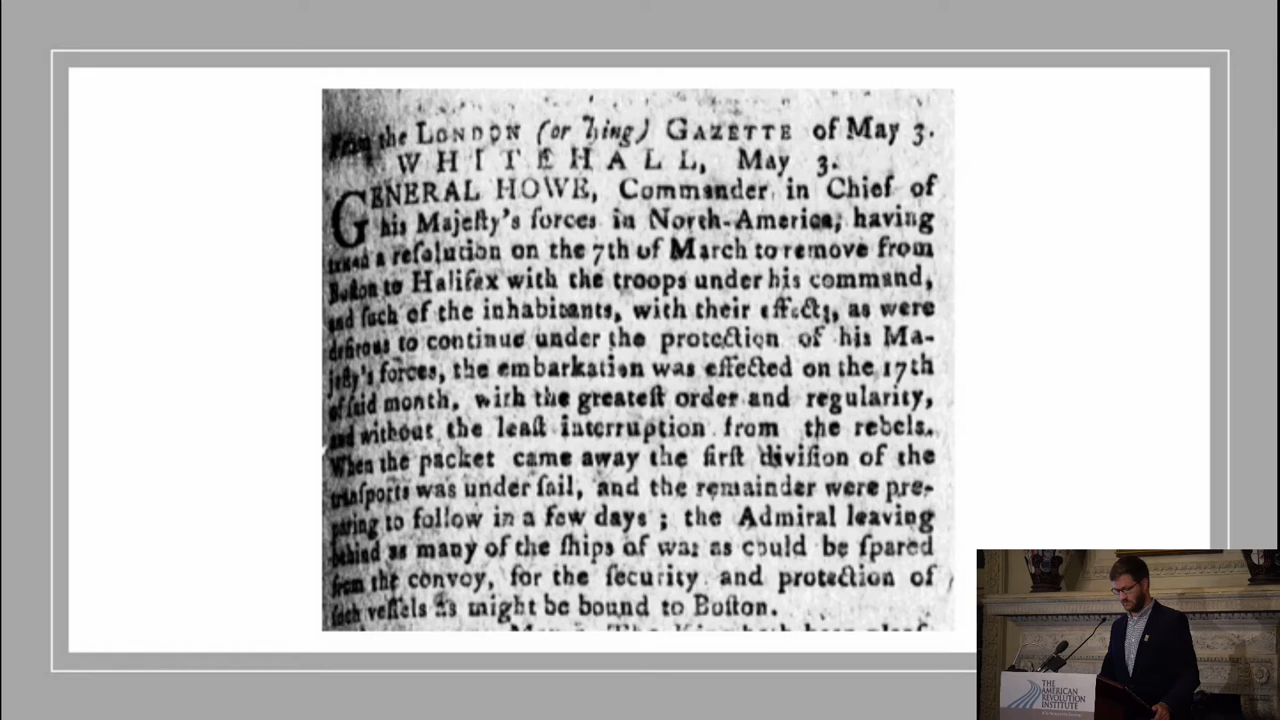 From the LONDON (or Lying) GAZETTE of May 3.
WHITEHALL, May 3.
GENERAL HOWE, Commander in Chief of
his Majeſty's forces in North-America, having
taken a reſolution on the 7th of March to remove from
Boſton to Halifax with the troops under his command,
and ſuch of the inhabitants, with their effects, as were
deſirous to continue under the protection of his Ma-
jeſty's forces, the embarkation was effected on the 17th
of ſaid month, with the greateſt order and regularity,
and without the leaſt interruption from the rebels.
When the packet came away the firſt diviſion of the
tranſports was under ſail, and the remainder were pre-
paring to follow in a few days; the Admiral leaving
behind as many of the ſhips of war as could be ſpared
from the convoy, for the ſecurity and protection of
ſuch veſſels as might be bound to Boſton.
THE
AMERICAN
REVOLUTION
INSTITUTE